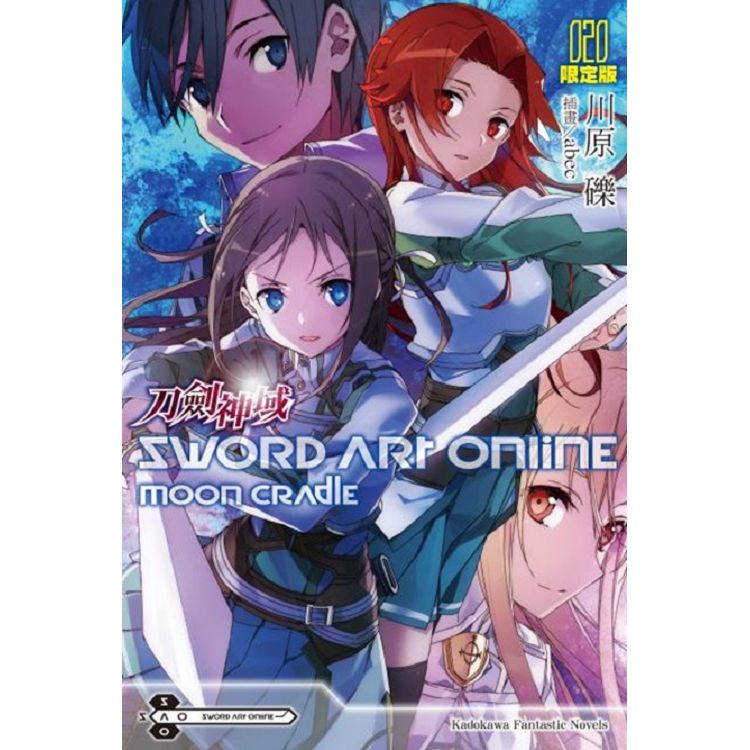 020
限定版
川原 礫
插畫/abec
刀劍神域
SWORD ART ONLINE
MOON CRADLE
SAO
SAO
SWORD ART ONLINE
Kadokawa Fantastic Novels